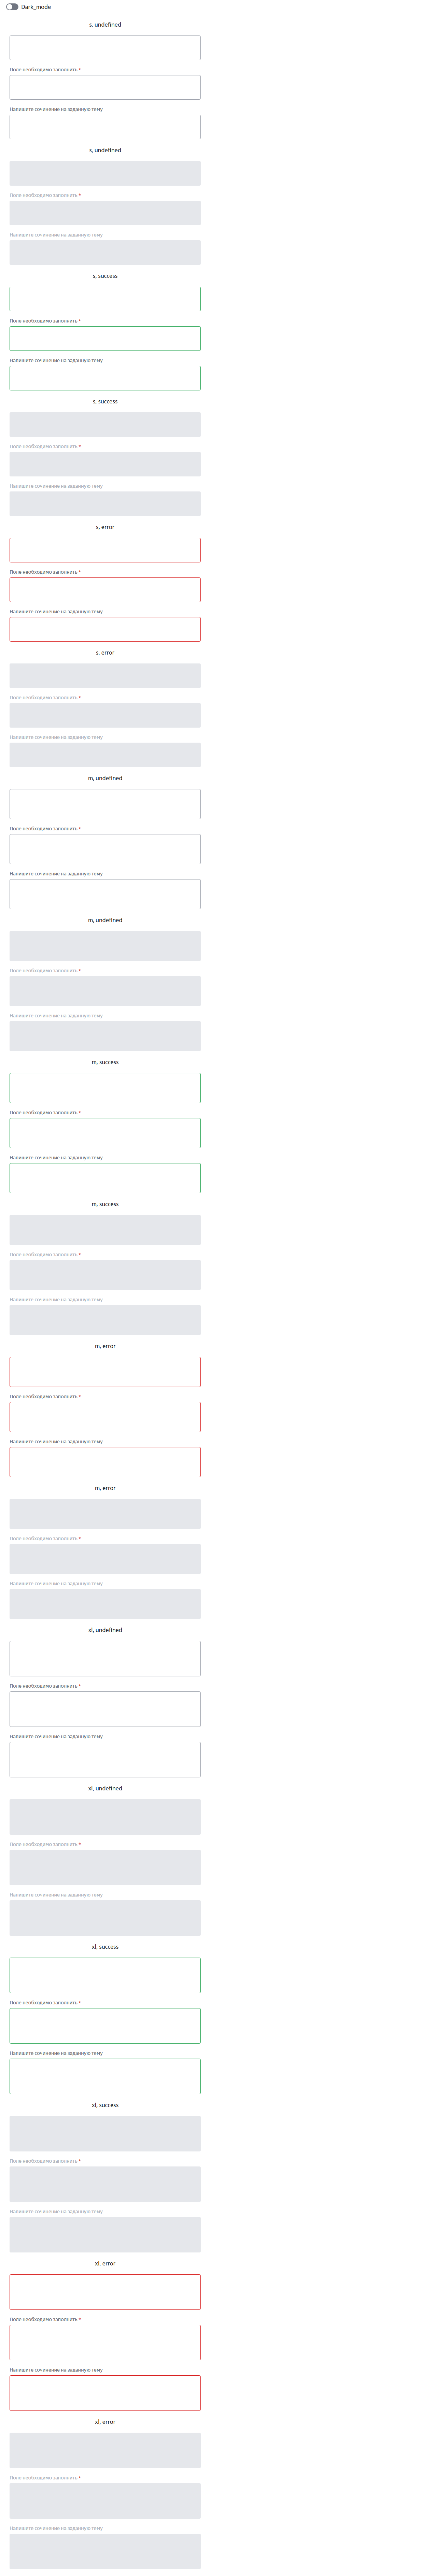 Dark_mode
s, undefined
Поле необходимо заполнить *
Напишите сочинение на заданную тему
s, undefined
Поле необходимо заполнить *
Напишите сочинение на заданную тему
s, success
Поле необходимо заполнить *
Напишите сочинение на заданную тему
s, success
Поле необходимо заполнить *
Напишите сочинение на заданную тему
s, error
Поле необходимо заполнить *
Напишите сочинение на заданную тему
s, error
Поле необходимо заполнить *
Напишите сочинение на заданную тему
m, undefined
Поле необходимо заполнить *
Напишите сочинение на заданную тему
m, undefined
Поле необходимо заполнить *
Напишите сочинение на заданную тему
m, success
Поле необходимо заполнить *
Напишите сочинение на заданную тему
m, success
Поле необходимо заполнить *
Напишите сочинение на заданную тему
m, error
Поле необходимо заполнить *
Напишите сочинение на заданную тему
m, error
Поле необходимо заполнить *
Напишите сочинение на заданную тему
xl, undefined
Поле необходимо заполнить *
Напишите сочинение на заданную тему
xl, undefined
Поле необходимо заполнить *
Напишите сочинение на заданную тему
xl, success
Поле необходимо заполнить *
Напишите сочинение на заданную тему
xl, success
Поле необходимо заполнить *
Напишите сочинение на заданную тему
xl, error
Поле необходимо заполнить *
Напишите сочинение на заданную тему
xl, error
Поле необходимо заполнить *
Напишите сочинение на заданную тему